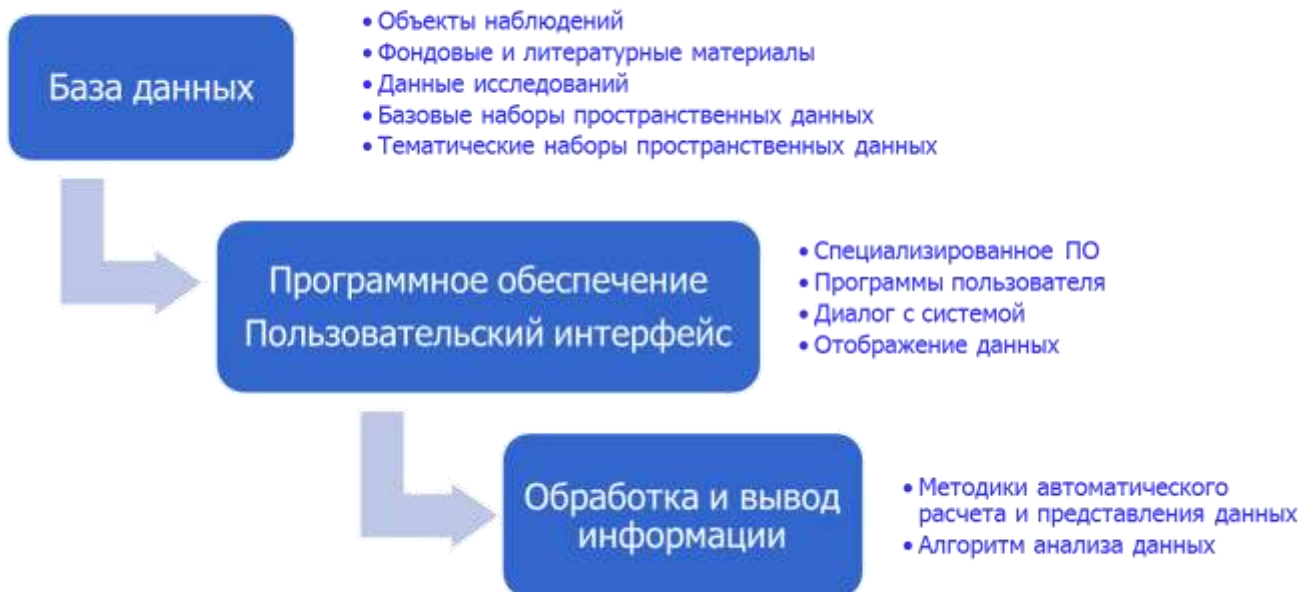 База данных
• Объекты наблюдений
• Фондовые и литературные материалы
• Данные исследований
• Базовые наборы пространственных данных
• Тематические наборы пространственных данных
Программное обеспечение
Пользовательский интерфейс
• Специализированное ПО
• Программы пользователя
• Диалог с системой
• Отображение данных
Обработка и вывод
информации
• Методики автоматического
расчета и представления данных
• Алгоритм анализа данных